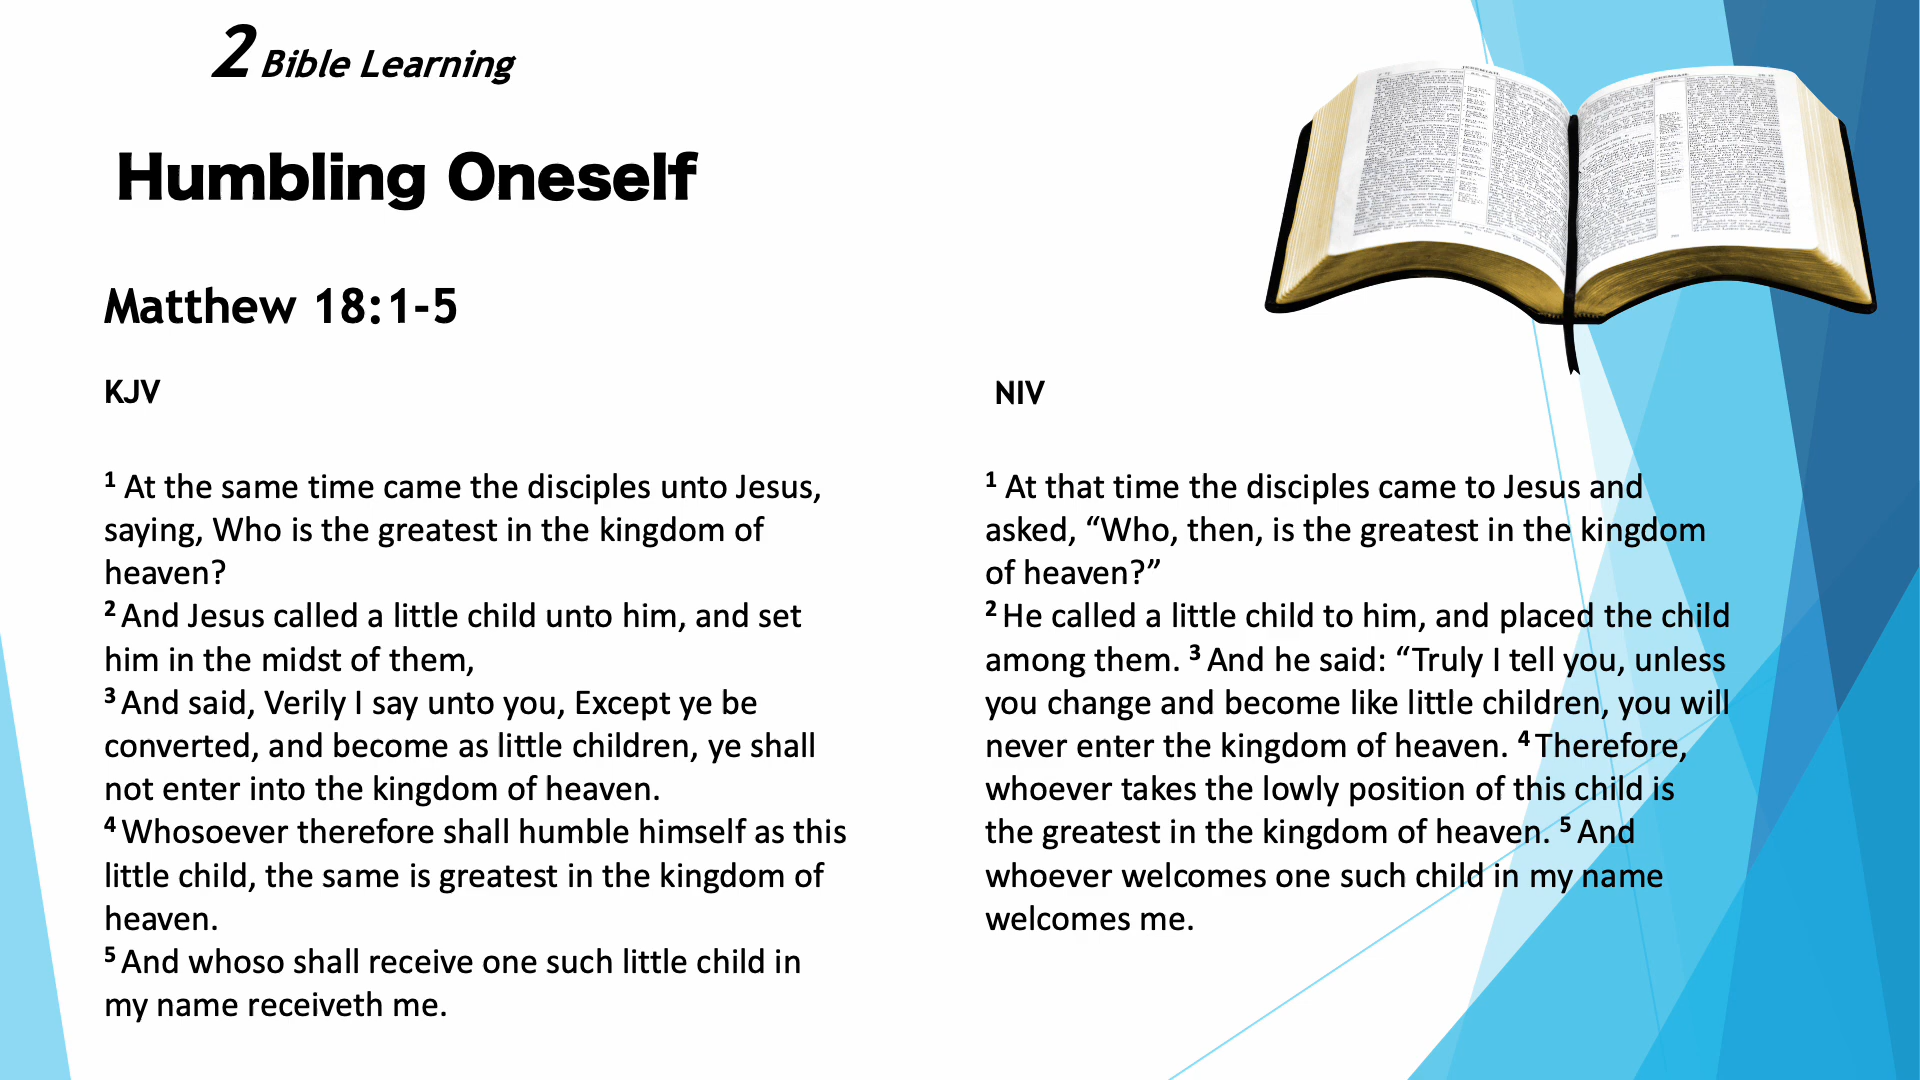 2 Bible Learning
Humbling Oneself
Matthew 18:1-5
KJV
1 At the same time came the disciples unto Jesus,
saying, Who is the greatest in the kingdom of
heaven?
2 And Jesus called a little child unto him, and set
him in the midst of them,
3 And said, Verily I say unto you, Except ye be
converted, and become as little children, ye shall
not enter into the kingdom of heaven.
4 Whosoever therefore shall humble himself as this
little child, the same is greatest in the kingdom of
heaven.
5 And whoso shall receive one such little child in
my name receiveth me.
NIV
1 At that time the disciples came to Jesus and
asked, “Who, then, is the greatest in the kingdom
of heaven?”
2 He called a little child to him, and placed the child
among them. 3 And he said: “Truly I tell you, unless
you change and become like little children, you will
never enter the kingdom of heaven. 4 Therefore,
whoever takes the lowly position of this child is
the greatest in the kingdom of heaven. 5 And
whoever welcomes one such child in my name
welcomes me.
JEREMIAH
JEREMIAH